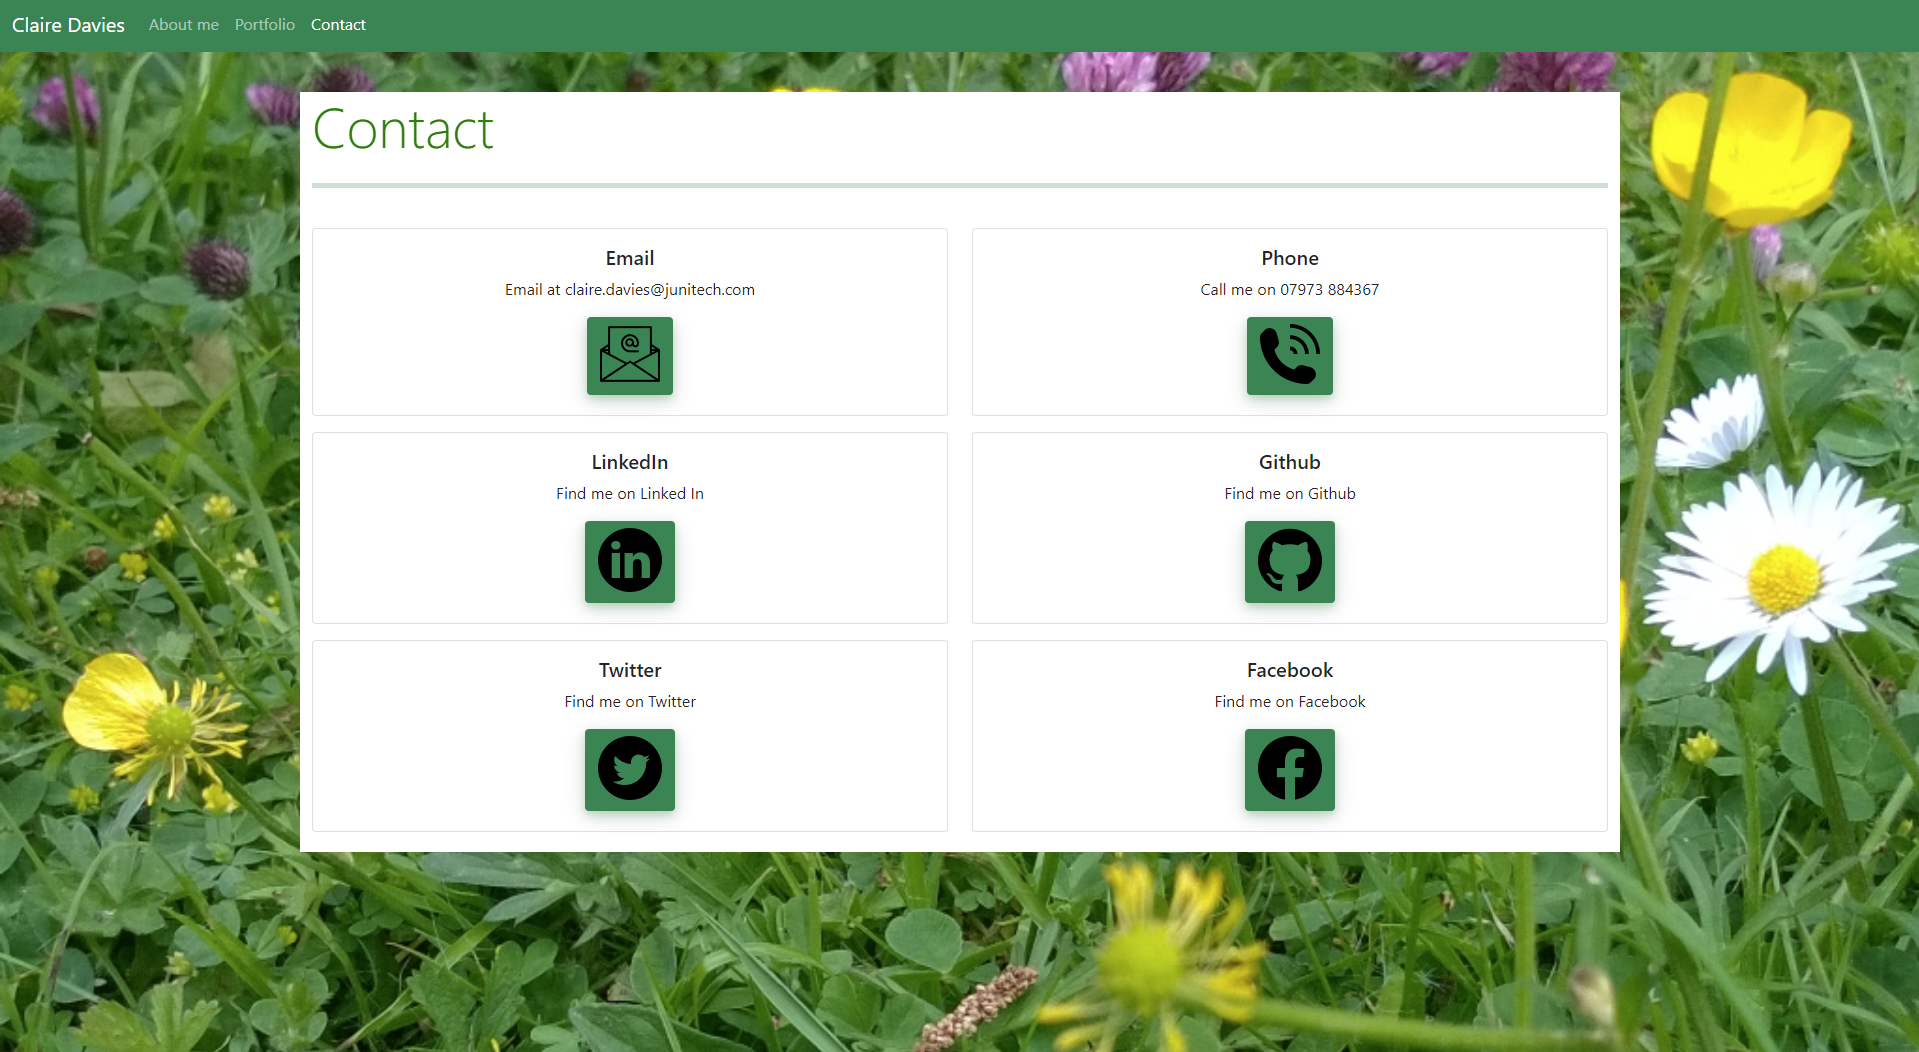 Claire Davies About me Portfolio Contact
Contact
Email
Email at claire.davies@junitech.com
@
Phone
Call me on 07973 884367
LinkedIn
Find me on Linked In
in
Github
Find me on Github
Twitter
Find me on Twitter
Facebook
Find me on Facebook
f